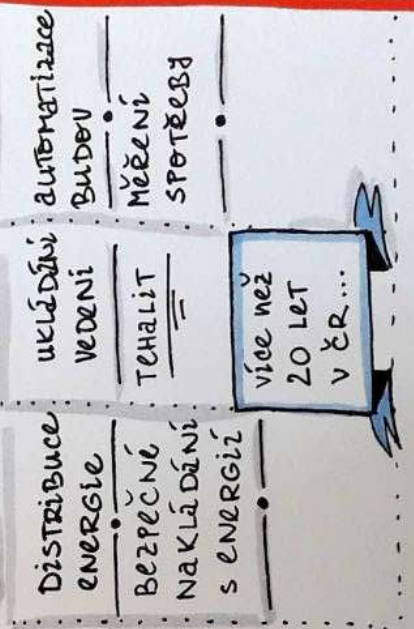 DISTRIBUCE
ENERGIE
BEZPEČNÉ
NAKLÁDÁNÍ
S ENERGIÍ
UKLÁDÁNÍ
VEDENÍ
TEHALIT
více než
20 LET
V ČR...
AUTOMATIZACE
BUDOV
MĚŘENÍ
SPOTŘEBY